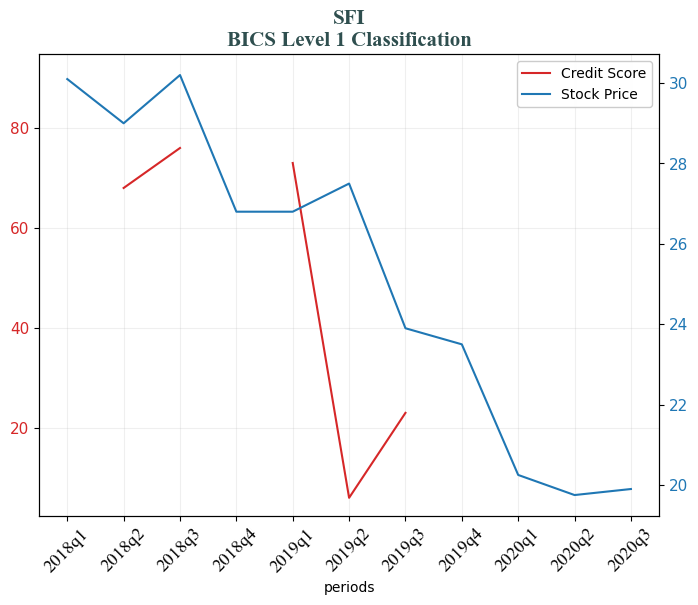 SFI
BICS Level 1 Classification
Credit Score
Stock Price
80
60
40
20
30
28
26
24
22
20
2018q1
2018q2
2018q3
2018q4
2019q1
2019q2
2019q3
2019q4
2020q1
2020q2
2020q3
periods